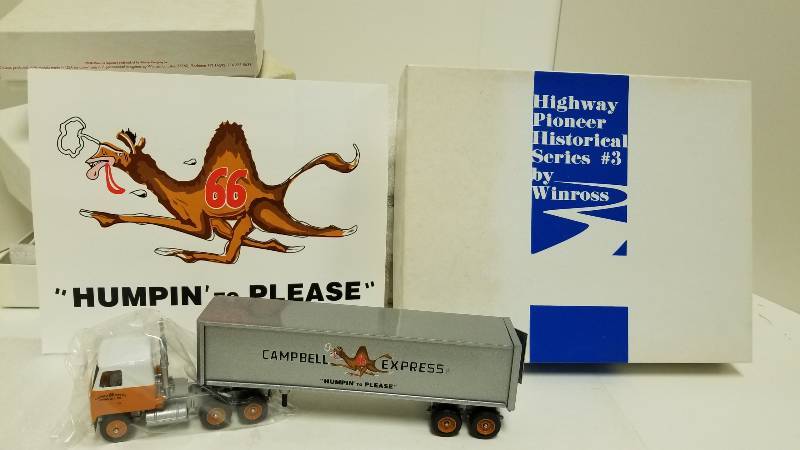 66
"HUMPIN' TO PLEASE"
Highway
Pioneer
Historical
Series #3
by
Winross
CAMPBELL EXPRESS
"HUMPIN' TO PLEASE"